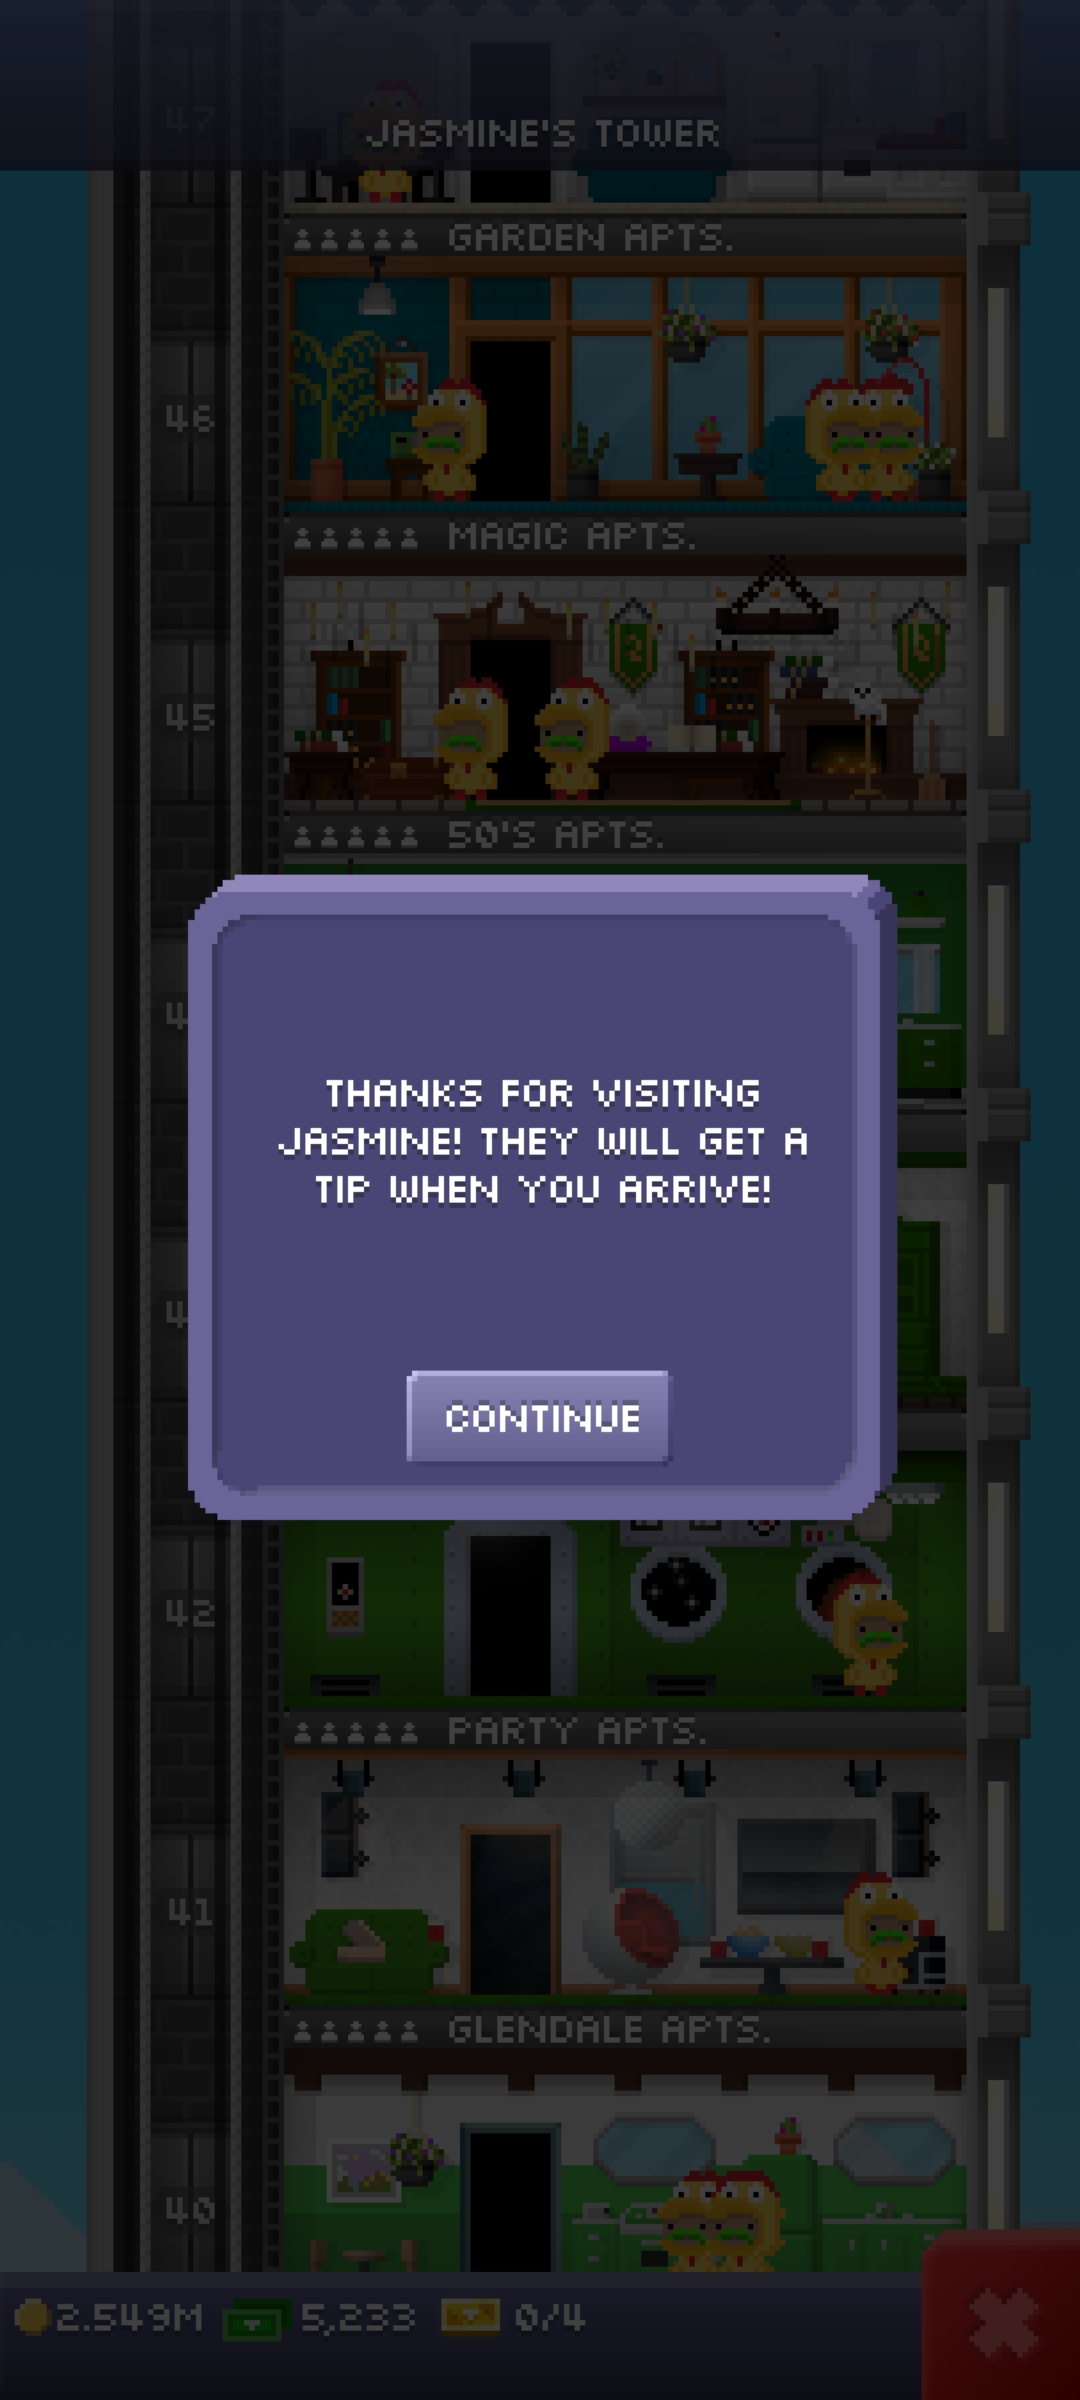 47
JASMINE'S TOWER
GARDEN APTS.
46
MAGIC APTS.
45
50'S APTS.
4
THANKS FOR VISITING
JASMINE! THEY WILL GET A
TIP WHEN YOU ARRIVE!
4
CONTINUE
42
PARTY APTS.
41
GLENDALE APTS.
40
2.549M 5,233 0/4